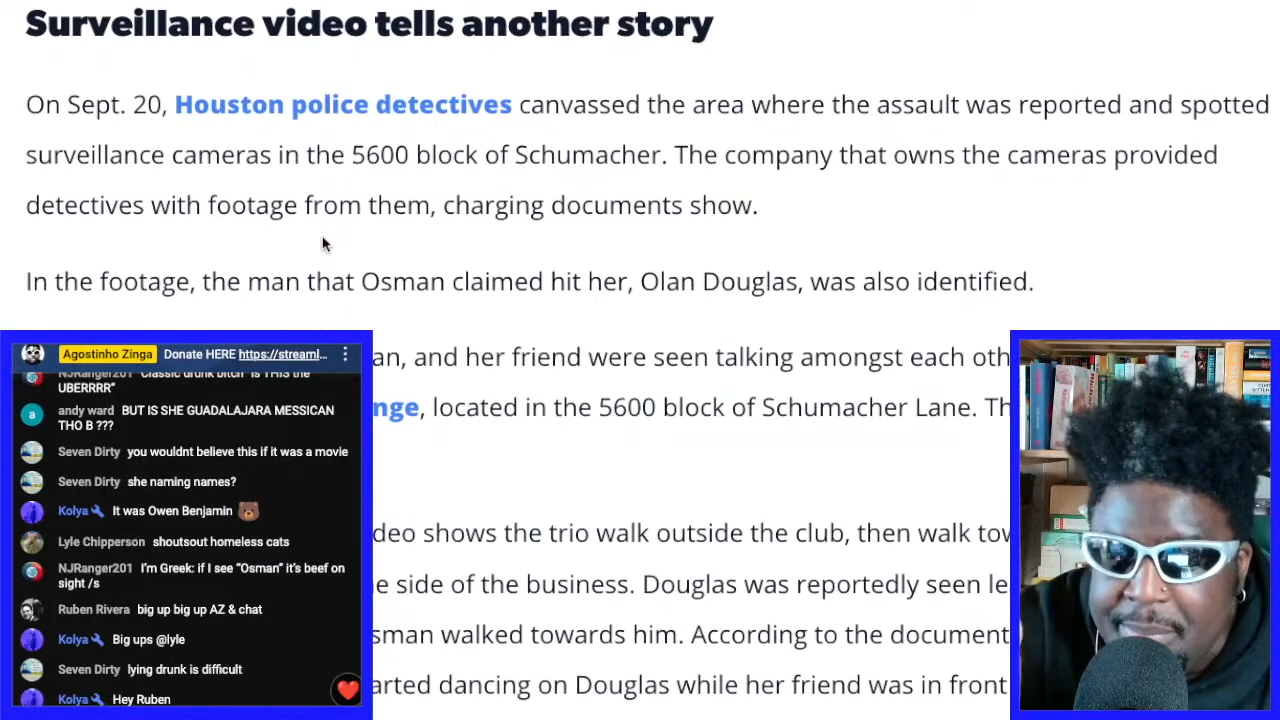 Surveillance video tells another story
On Sept. 20, Houston police detectives canvassed the area where the assault was reported and spotted
surveillance cameras in the 5600 block of Schumacher. The company that owns the cameras provided
detectives with footage from them, charging documents show.
In the footage, the man that Osman claimed hit her, Olan Douglas, was also identified.
an, and her friend were seen talking amongst each oth
nge, located in the 5600 block of Schumacher Lane. Th
deo shows the trio walk outside the club, then walk tow
e side of the business. Douglas was reportedly seen le
sman walked towards him. According to the document
arted dancing on Douglas while her friend was in front
Agostinho Zinga Donate HERE https://streaml...
NJRanger201 "Classic drunk bitch "is THIS the
UBERRRR"
andy ward BUT IS SHE GUADALAJARA MESSICAN
THO B ???
Seven Dirty you wouldnt believe this if it was a movie
Seven Dirty she naming names?
Kolya It was Owen Benjamin
Lyle Chipperson shoutsout homeless cats
NJRanger201 I'm Greek: if I see "Osman" it's beef on
sight /s
Ruben Rivera big up big up AZ & chat
Kolya Big ups @lyle
Seven Dirty lying drunk is difficult
Kolya Hey Ruben